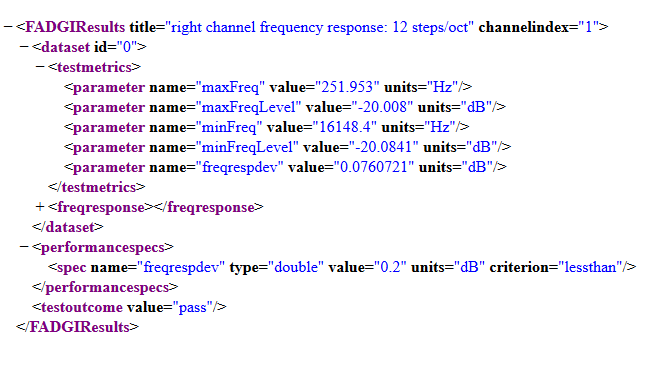 −<FADGIResults title="right channel frequency response: 12 steps/oct" channelindex="1">
−<dataset id="0">
−<testmetrics>
<parameter name="maxFreq" value="251.953" units="Hz"/>
<parameter name="maxFreqLevel" value="-20.008" units="dB"/>
<parameter name="minFreq" value="16148.4" units="Hz"/>
<parameter name="minFreqLevel" value="-20.0841" units="dB"/>
<parameter name="freqrespdev" value="0.0760721" units="dB"/>
</testmetrics>
+<freqresponse></freqresponse>
</dataset>
−<performancespecs>
<spec name="freqrespdev" type="double" value="0.2" units="dB" criterion="lessthan"/>
</performancespecs>
<testoutcome value="pass"/>
</FADGIResults>